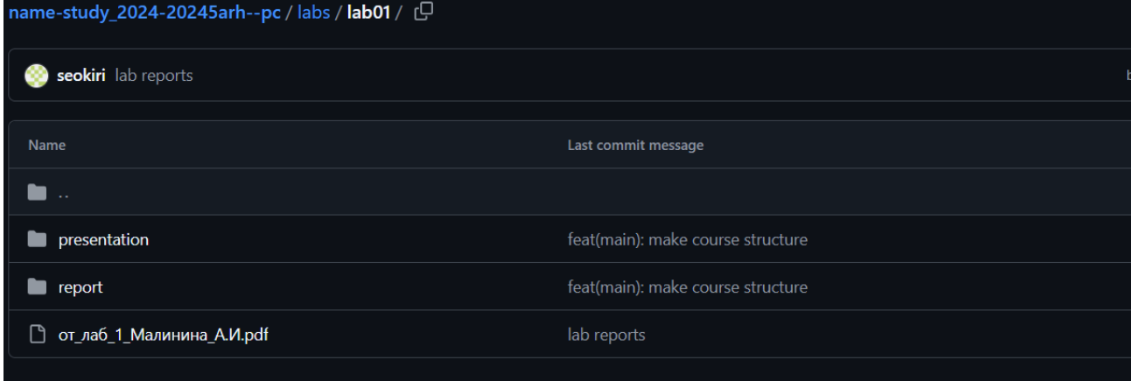 name-study_2024-20245arh--pc / labs / lab01 /
seokiri lab reports
Name Last commit message
..
presentation feat(main): make course structure
report feat(main): make course structure
от_лаб_1_Малинина_А.И.pdf lab reports